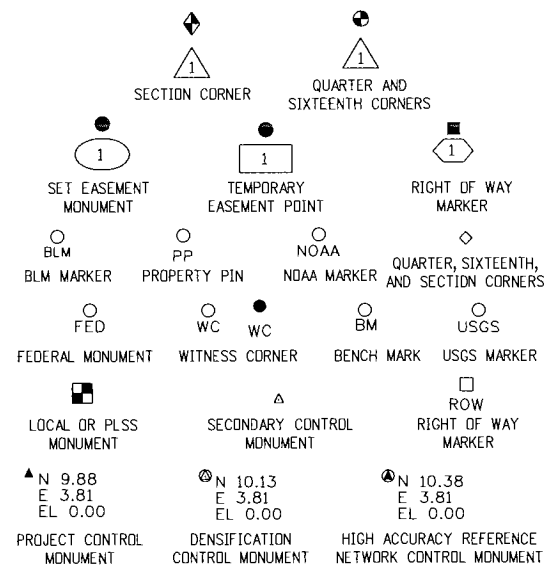 1
1
SECTION CORNER
QUARTER AND
SIXTEENTH CORNERS
1
1
1
SET EASEMENT
MONUMENT
TEMPORARY
EASEMENT POINT
RIGHT OF WAY
MARKER
BLM
PP
NOAA
BLM MARKER
PROPERTY PIN
NOAA MARKER
QUARTER, SIXTEENTH,
AND SECTION CORNERS
FED
WC
WC
BM
USGS
FEDERAL MONUMENT
WITNESS CORNER
BENCH MARK
USGS MARKER
ROW
LOCAL OR PLSS
MONUMENT
SECONDARY CONTROL
MONUMENT
RIGHT OF WAY
MARKER
N 9.88
E 3.81
EL 0.00
N 10.13
E 3.81
EL 0.00
N 10.38
E 3.81
EL 0.00
PROJECT CONTROL
MONUMENT
DENSIFICATION
CONTROL MONUMENT
HIGH ACCURACY REFERENCE
NETWORK CONTROL MONUMENT